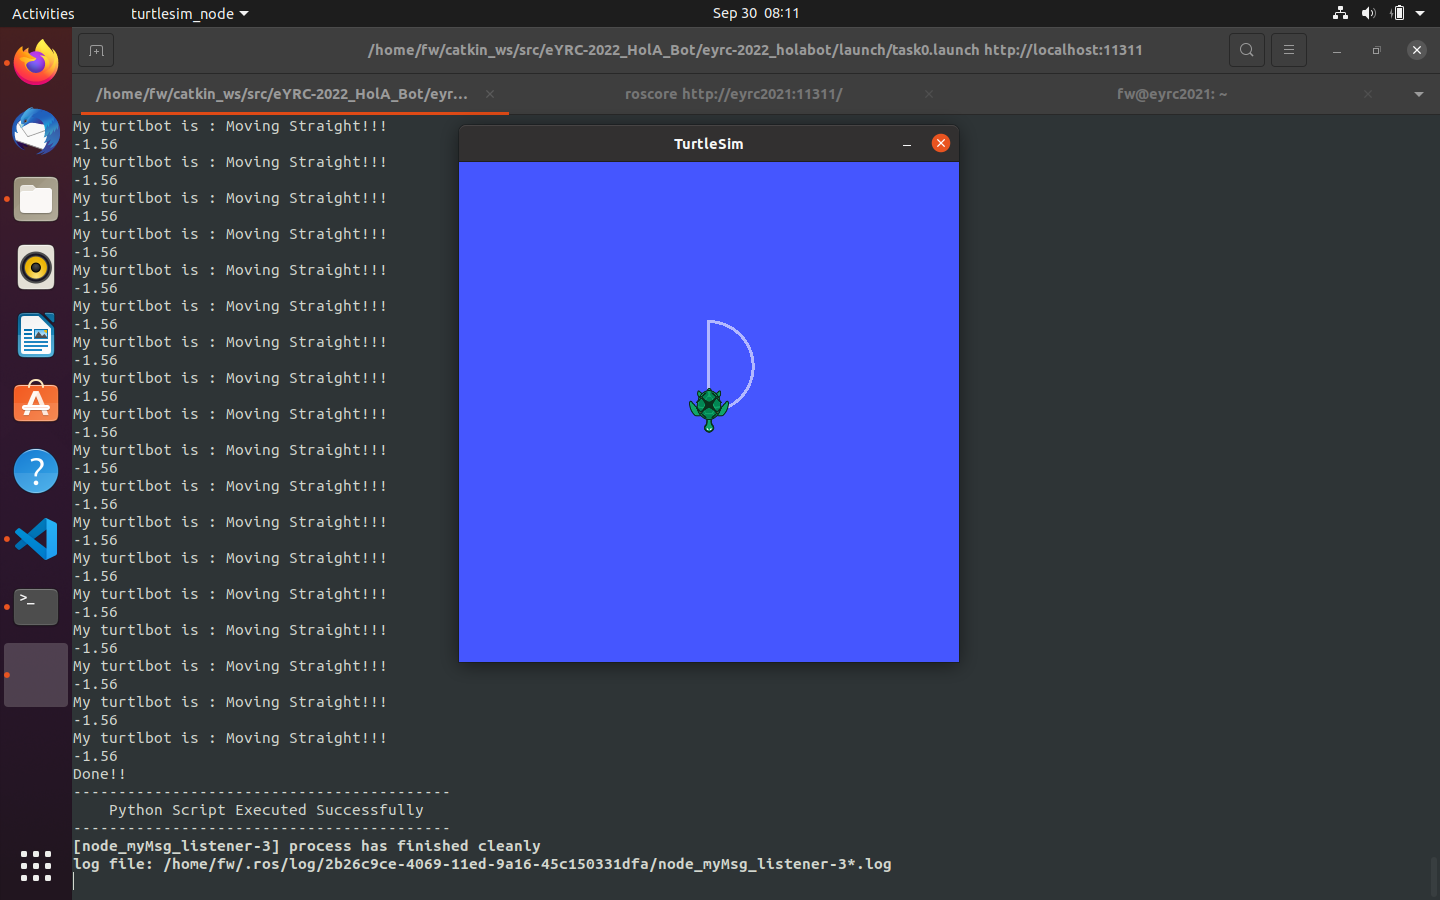 Activities
turtlesim_node
Sep 30 08:11
/home/fw/catkin_ws/src/eYRC-2022_HolA_Bot/eyrc-2022_holabot/launch/task0.launch http://localhost:11311
/home/fw/catkin_ws/src/eYRC-2022_HolA_Bot/eyr...
roscore http://eyrc2021:11311/
fw@eyrc2021: ~
My turtlbot is : Moving Straight!!!
-1.56
My turtlbot is : Moving Straight!!!
-1.56
My turtlbot is : Moving Straight!!!
-1.56
My turtlbot is : Moving Straight!!!
-1.56
My turtlbot is : Moving Straight!!!
-1.56
My turtlbot is : Moving Straight!!!
-1.56
My turtlbot is : Moving Straight!!!
-1.56
My turtlbot is : Moving Straight!!!
-1.56
My turtlbot is : Moving Straight!!!
-1.56
My turtlbot is : Moving Straight!!!
-1.56
My turtlbot is : Moving Straight!!!
-1.56
My turtlbot is : Moving Straight!!!
-1.56
My turtlbot is : Moving Straight!!!
-1.56
My turtlbot is : Moving Straight!!!
-1.56
My turtlbot is : Moving Straight!!!
-1.56
My turtlbot is : Moving Straight!!!
-1.56
My turtlbot is : Moving Straight!!!
-1.56
My turtlbot is : Moving Straight!!!
-1.56
Done!!
------------------------------------------
Python Script Executed Successfully
------------------------------------------
[node_myMsg_listener-3] process has finished cleanly
log file: /home/fw/.ros/log/2b26c9ce-4069-11ed-9a16-45c150331dfa/node_myMsg_listener-3*.log
TurtleSim